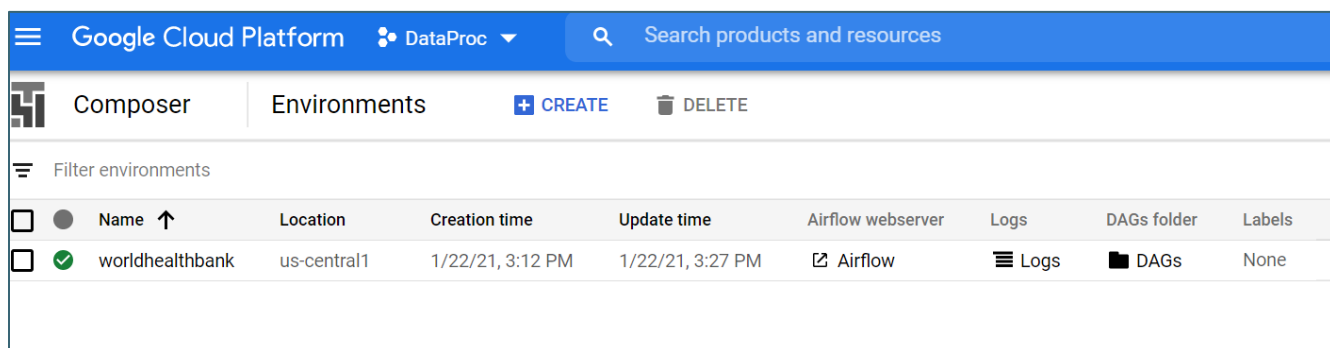 Google Cloud Platform DataProc Search products and resources
Composer Environments CREATE DELETE
Filter environments
Name Location Creation time Update time Airflow webserver Logs DAGs folder Labels
worldhealthbank us-central1 1/22/21, 3:12 PM 1/22/21, 3:27 PM Airflow Logs DAGs None